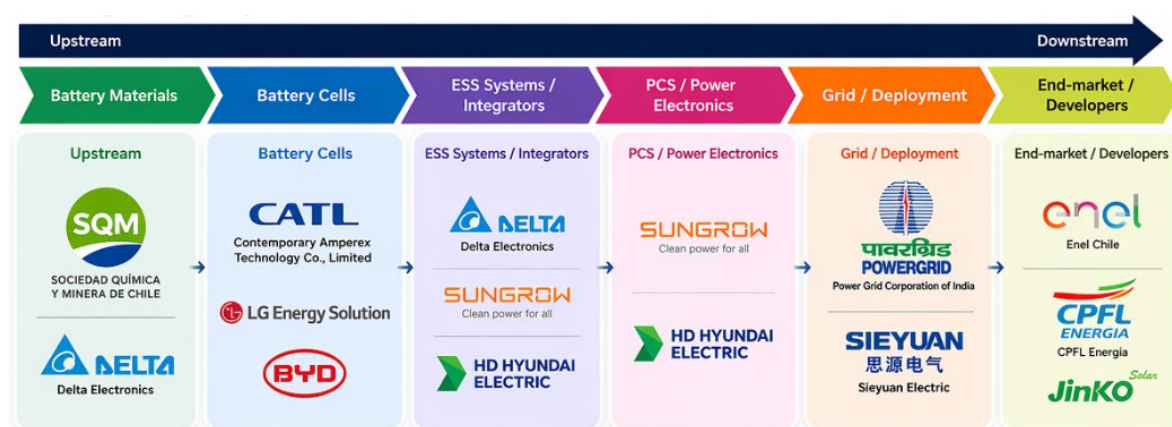 Upstream
Downstream
Battery Materials
Battery Cells
ESS Systems /
Integrators
PCS / Power
Electronics
Grid / Deployment
End-market /
Developers
Upstream
SQM
SOCIEDAD QUÍMICA
Y MINERA DE CHILE
DELTA
Delta Electronics
Battery Cells
CATL
Contemporary Amperex
Technology Co., Limited
LG Energy Solution
BYD
ESS Systems / Integrators
DELTA
Delta Electronics
SUNGROW
Clean power for all
HD HYUNDAI
ELECTRIC
PCS / Power Electronics
SUNGROW
Clean power for all
HD HYUNDAI
ELECTRIC
Grid / Deployment
पावरग्रिड
POWERGRID
Power Grid Corporation of India
SIEYUAN
思源电气
Sieyuan Electric
End-market / Developers
enel
Enel Chile
CPFL
ENERGIA
CPFL Energia
JinKO Solar